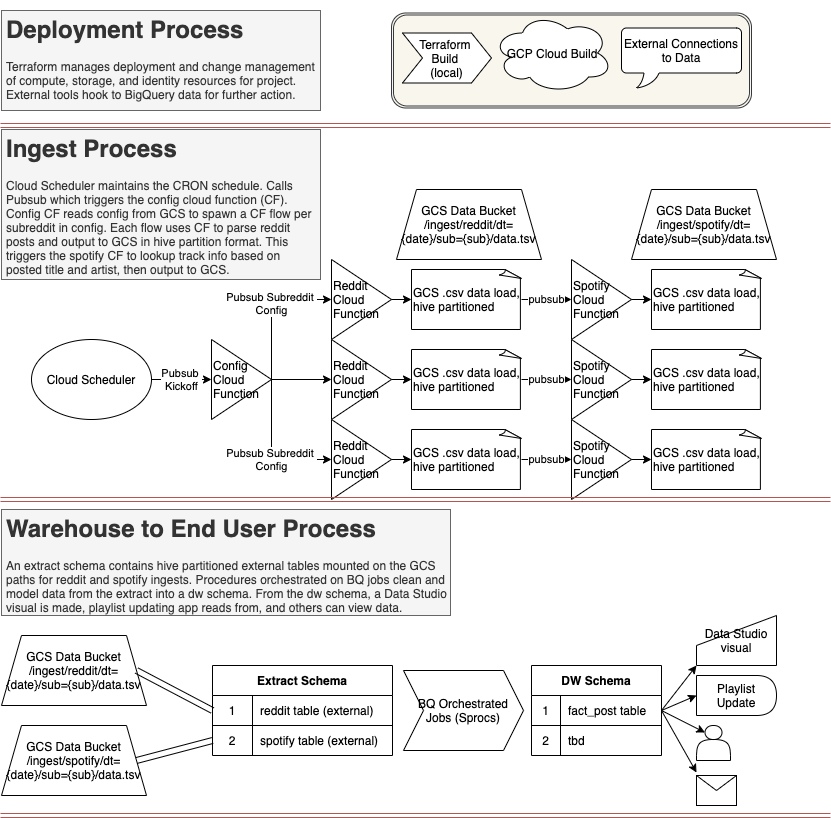 Deployment Process
Terraform manages deployment and change management
of compute, storage, and identity resources for project.
External tools hook to BigQuery data for further action.
Terraform
Build
(local)
GCP Cloud Build
External Connections
to Data
Ingest Process
Cloud Scheduler maintains the CRON schedule. Calls
Pubsub which triggers the config cloud function (CF).
Config CF reads config from GCS to spawn a CF flow per
subreddit in config. Each flow uses CF to parse reddit
posts and output to GCS in hive partition format. This
triggers the spotify CF to lookup track info based on
posted title and artist, then output to GCS.
GCS Data Bucket
/ingest/reddit/dt=
{date}/sub={sub}/data.tsv
GCS Data Bucket
/ingest/spotify/dt=
{date}/sub={sub}/data.tsv
Pubsub Subreddit
Config
Reddit
Cloud
Function
GCS .csv data load,
hive partitioned
pubsub
Spotify
Cloud
Function
GCS .csv data load,
hive partitioned
Cloud Scheduler
Pubsub
Kickoff
Config
Cloud
Function
Reddit
Cloud
Function
GCS .csv data load,
hive partitioned
pubsub
Spotify
Cloud
Function
GCS .csv data load,
hive partitioned
Pubsub Subreddit
Config
Reddit
Cloud
Function
GCS .csv data load,
hive partitioned
pubsub
Spotify
Cloud
Function
GCS .csv data load,
hive partitioned
Warehouse to End User Process
An extract schema contains hive partitioned external tables mounted on the GCS
paths for reddit and spotify ingests. Procedures orchestrated on BQ jobs clean and
model data from the extract into a dw schema. From the dw schema, a Data Studio
visual is made, playlist updating app reads from, and others can view data.
GCS Data Bucket
/ingest/reddit/dt=
{date}/sub={sub}/data.tsv
GCS Data Bucket
/ingest/spotify/dt=
{date}/sub={sub}/data.tsv
Extract Schema
1 reddit table (external)
2 spotify table (external)
BQ Orchestrated
Jobs (Sprocs)
DW Schema
1 fact_post table
2 tbd
Data Studio
visual
Playlist
Update